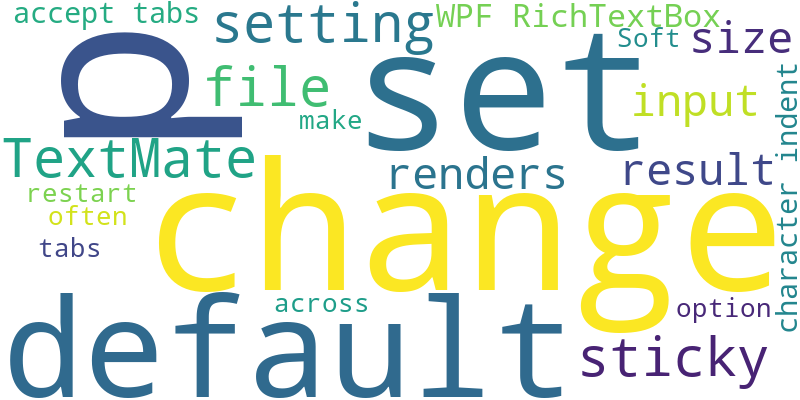 accept tabs
setting
WPF RichTextBox
Soft
size
p
file
set
input
make
TextMate
renders
result
restart
change
often
tabs
character indent
default
across
option
sticky